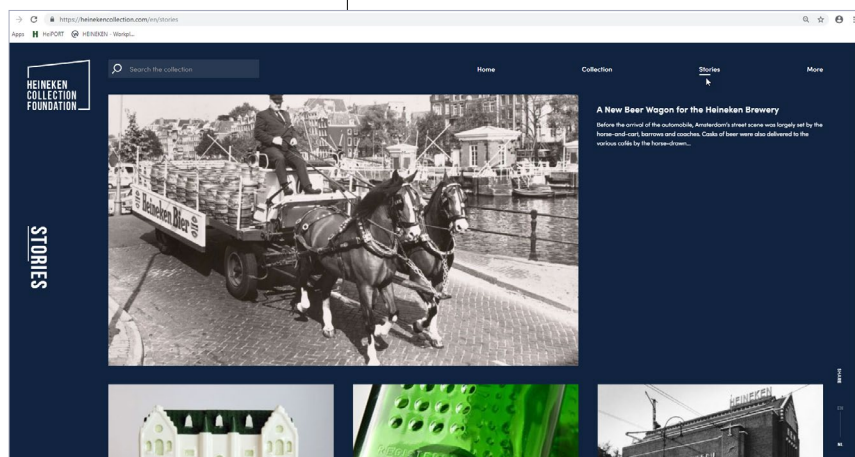 https://heinekencollection.com/en/stories
Apps HeiPORT HEINEKEN - Workpl...
HEINEKEN
COLLECTION
FOUNDATION
Search the collection
Home Collection Stories More
A New Beer Wagon for the Heineken Brewery
Before the arrival of the automobile, Amsterdam's street scene was largely set by the
horse-and-cart, barrows and coaches. Casks of beer were also delivered to the
various cafés by the horse-drawn...
Heineken Bier
STORIES
SHARE
EN
NL
HEINEKEN